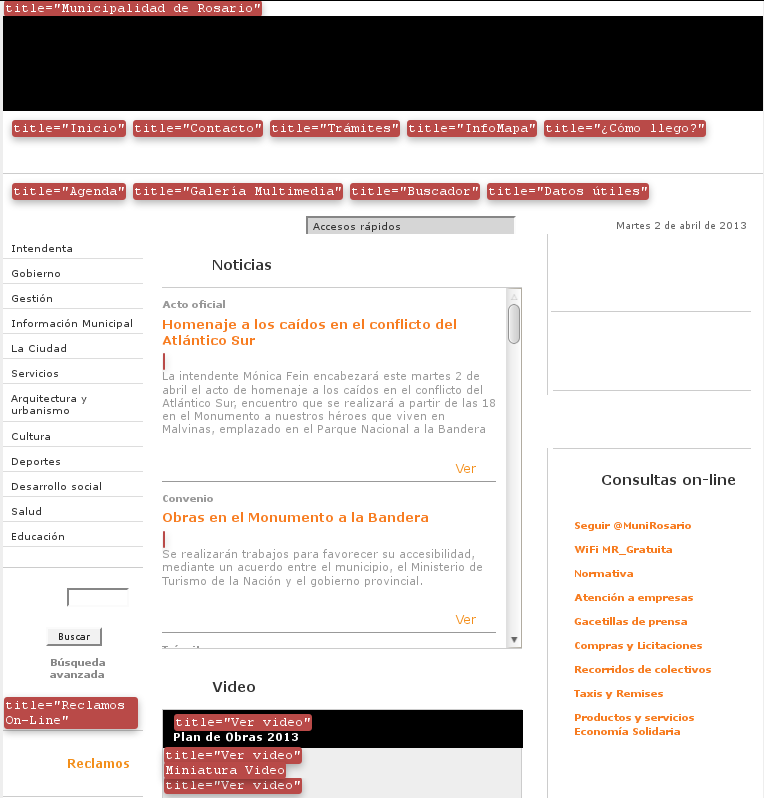 title="Municipalidad de Rosario"
title="Inicio" title="Contacto" title="Trámites" title="InfoMapa" title="¿Cómo llego?"
title="Agenda" title="Galería Multimedia" title="Buscador" title="Datos útiles"
Accesos rápidos
Martes 2 de abril de 2013
Intendenta
Gobierno
Gestión
Información Municipal
La Ciudad
Servicios
Arquitectura y
urbanismo
Cultura
Deportes
Desarrollo social
Salud
Educación
Buscar
Búsqueda
avanzada
title="Reclamos
On-Line"
Reclamos
Noticias
Acto oficial
Homenaje a los caídos en el conflicto del
Atlántico Sur
La intendente Mónica Fein encabezará este martes 2 de
abril el acto de homenaje a los caídos en el conflicto del
Atlántico Sur, encuentro que se realizará a partir de las 18
en el Monumento a nuestros héroes que viven en
Malvinas, emplazado en el Parque Nacional a la Bandera
Ver
Convenio
Obras en el Monumento a la Bandera
Se realizarán trabajos para favorecer su accesibilidad,
mediante un acuerdo entre el municipio, el Ministerio de
Turismo de la Nación y el gobierno provincial.
Ver
Video
title="Ver video"
Plan de Obras 2013
title="Ver video"
Miniatura Video
title="Ver video"
Consultas on-line
Seguir @MuniRosario
WiFi MR_Gratuita
Normativa
Atención a empresas
Gacetillas de prensa
Compras y Licitaciones
Recorridos de colectivos
Taxis y Remises
Productos y servicios
Economía Solidaria